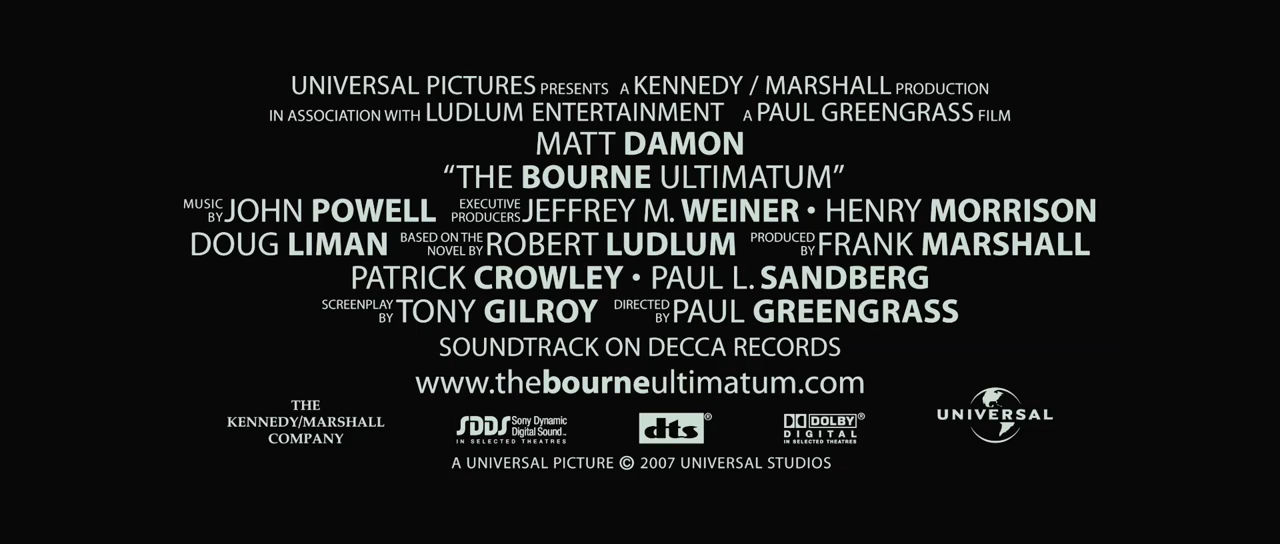 UNIVERSAL PICTURES PRESENTS A KENNEDY / MARSHALL PRODUCTION
IN ASSOCIATION WITH LUDLUM ENTERTAINMENT A PAUL GREENGRASS FILM
MATT DAMON
“THE BOURNE ULTIMATUM”
MUSIC BY JOHN POWELL EXECUTIVE PRODUCERS JEFFREY M. WEINER • HENRY MORRISON
DOUG LIMAN BASED ON THE NOVEL BY ROBERT LUDLUM PRODUCED BY FRANK MARSHALL
PATRICK CROWLEY • PAUL L. SANDBERG
SCREENPLAY BY TONY GILROY DIRECTED BY PAUL GREENGRASS
SOUNDTRACK ON DECCA RECORDS
www.thebourneultimatum.com
THE
KENNEDY/MARSHALL
COMPANY
SDDS Sony Dynamic
Digital Sound™
IN SELECTED THEATRES
dts®
DOLBY®
DIGITAL
IN SELECTED THEATRES
UNIVERSAL
A UNIVERSAL PICTURE © 2007 UNIVERSAL STUDIOS